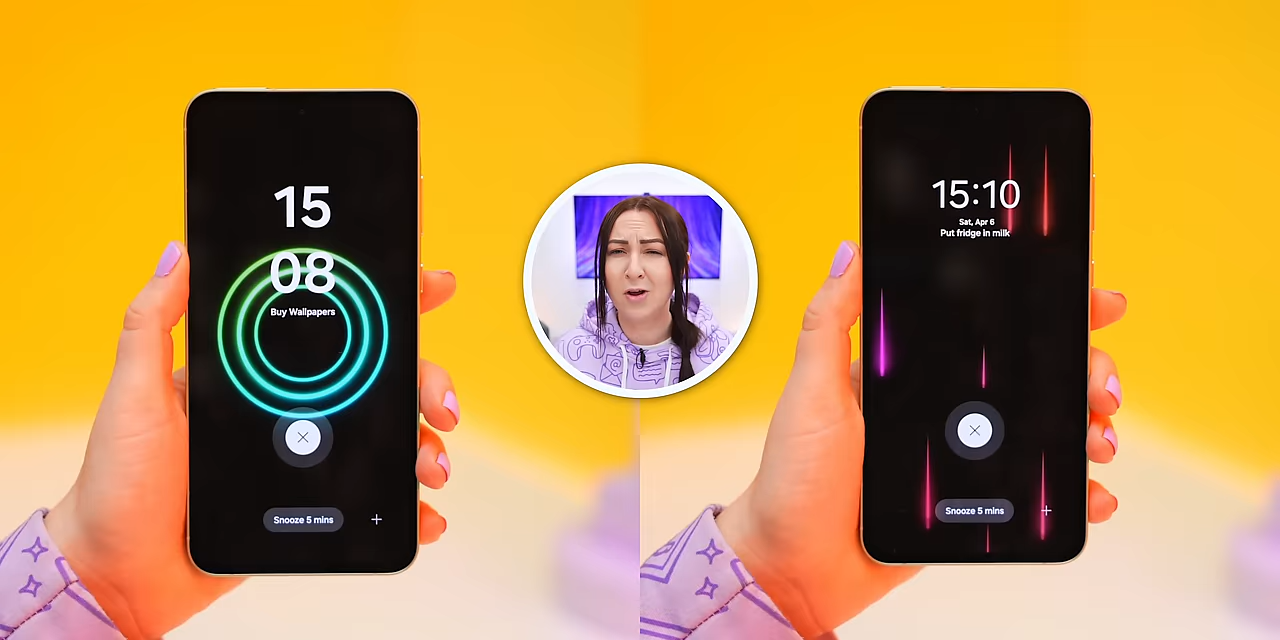 15
08
Buy Wallpapers
Snooze 5 mins
15:10
Sat, Apr 6
Put fridge in milk
Snooze 5 mins